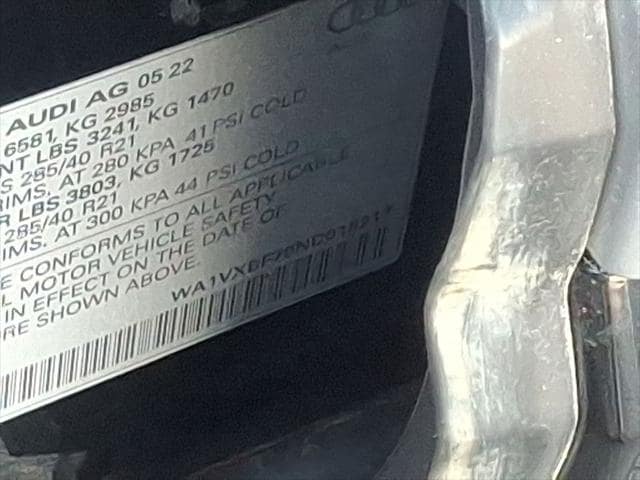 AUDI AG 05 22
6581, KG 2985
NT LBS 3241, KG 1470
S 285/40 R21
RIMS, AT 280 KPA 41 PSI COLD
R LBS 3803, KG 1725
285/40 R21
IMS, AT 300 KPA 44 PSI COLD
E CONFORMS TO ALL APPLICABLE
L MOTOR VEHICLE SAFETY
IN EFFECT ON THE DATE OF
RE SHOWN ABOVE.